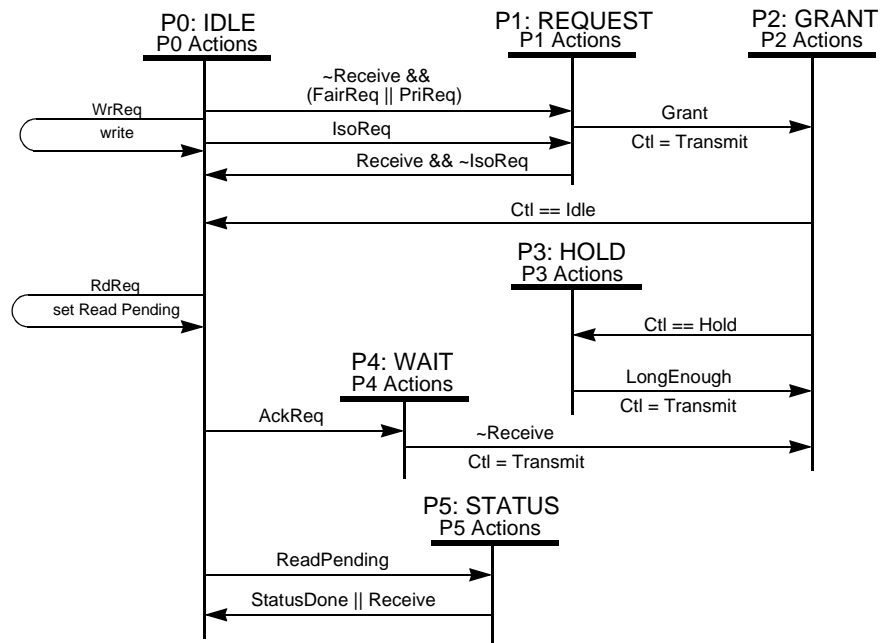 P0: IDLE
P0 Actions
P1: REQUEST
P1 Actions
P2: GRANT
P2 Actions
~Receive &&
(FairReq || PriReq)
WrReq
write
IsoReq
Grant
Ctl = Transmit
Receive && ~IsoReq
Ctl == Idle
P3: HOLD
P3 Actions
RdReq
set Read Pending
Ctl == Hold
P4: WAIT
P4 Actions
LongEnough
Ctl = Transmit
AckReq
~Receive
Ctl = Transmit
P5: STATUS
P5 Actions
ReadPending
StatusDone || Receive